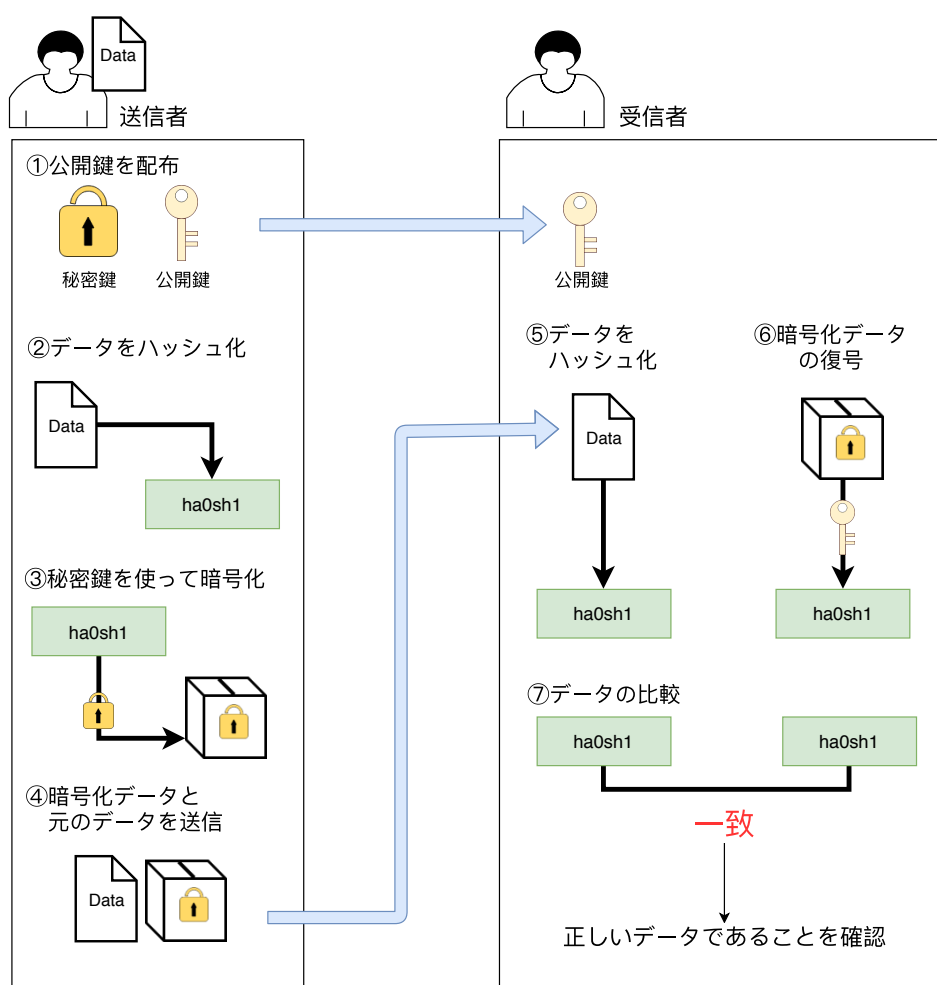 Data
送信者
①公開鍵を配布
秘密鍵
公開鍵
②データをハッシュ化
Data
ha0sh1
③秘密鍵を使って暗号化
ha0sh1
④暗号化データと
元のデータを送信
Data
受信者
公開鍵
⑤データを
ハッシュ化
Data
ha0sh1
⑥暗号化データ
の復号
ha0sh1
⑦データの比較
ha0sh1
ha0sh1
一致
正しいデータであることを確認